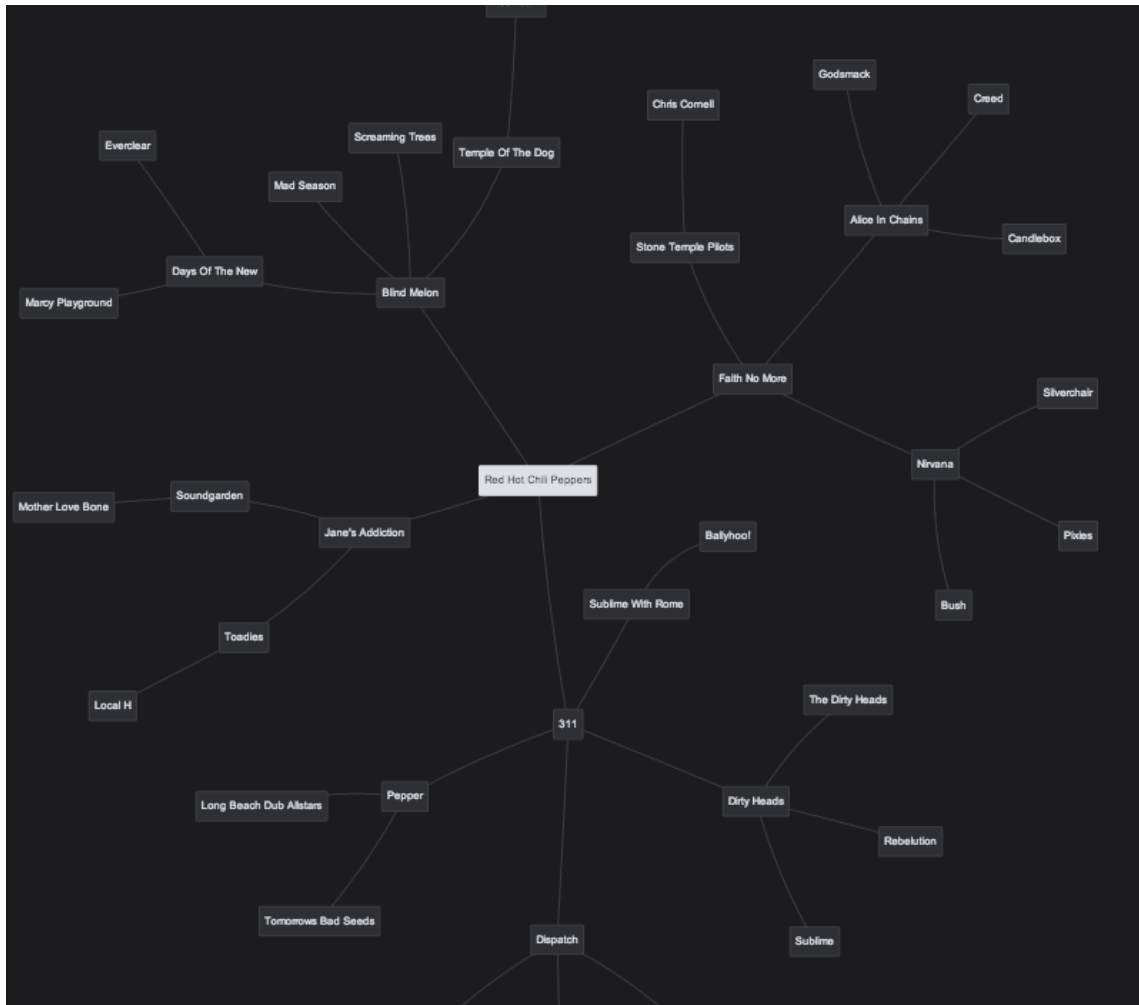 Godsmack
Creed
Chris Cornell
Everclear
Screaming Trees
Temple Of The Dog
Mad Season
Alice In Chains
Candlebox
Stone Temple Pilots
Days Of The New
Blind Melon
Marcy Playground
Faith No More
Silverchair
Nirvana
Red Hot Chili Peppers
Soundgarden
Mother Love Bone
Jane's Addiction
Ballyhoo!
Pixies
Sublime With Rome
Bush
Toadies
The Dirty Heads
Local H
311
Pepper
Long Beach Dub Allstars
Dirty Heads
Rebelution
Tomorrows Bad Seeds
Dispatch
Sublime